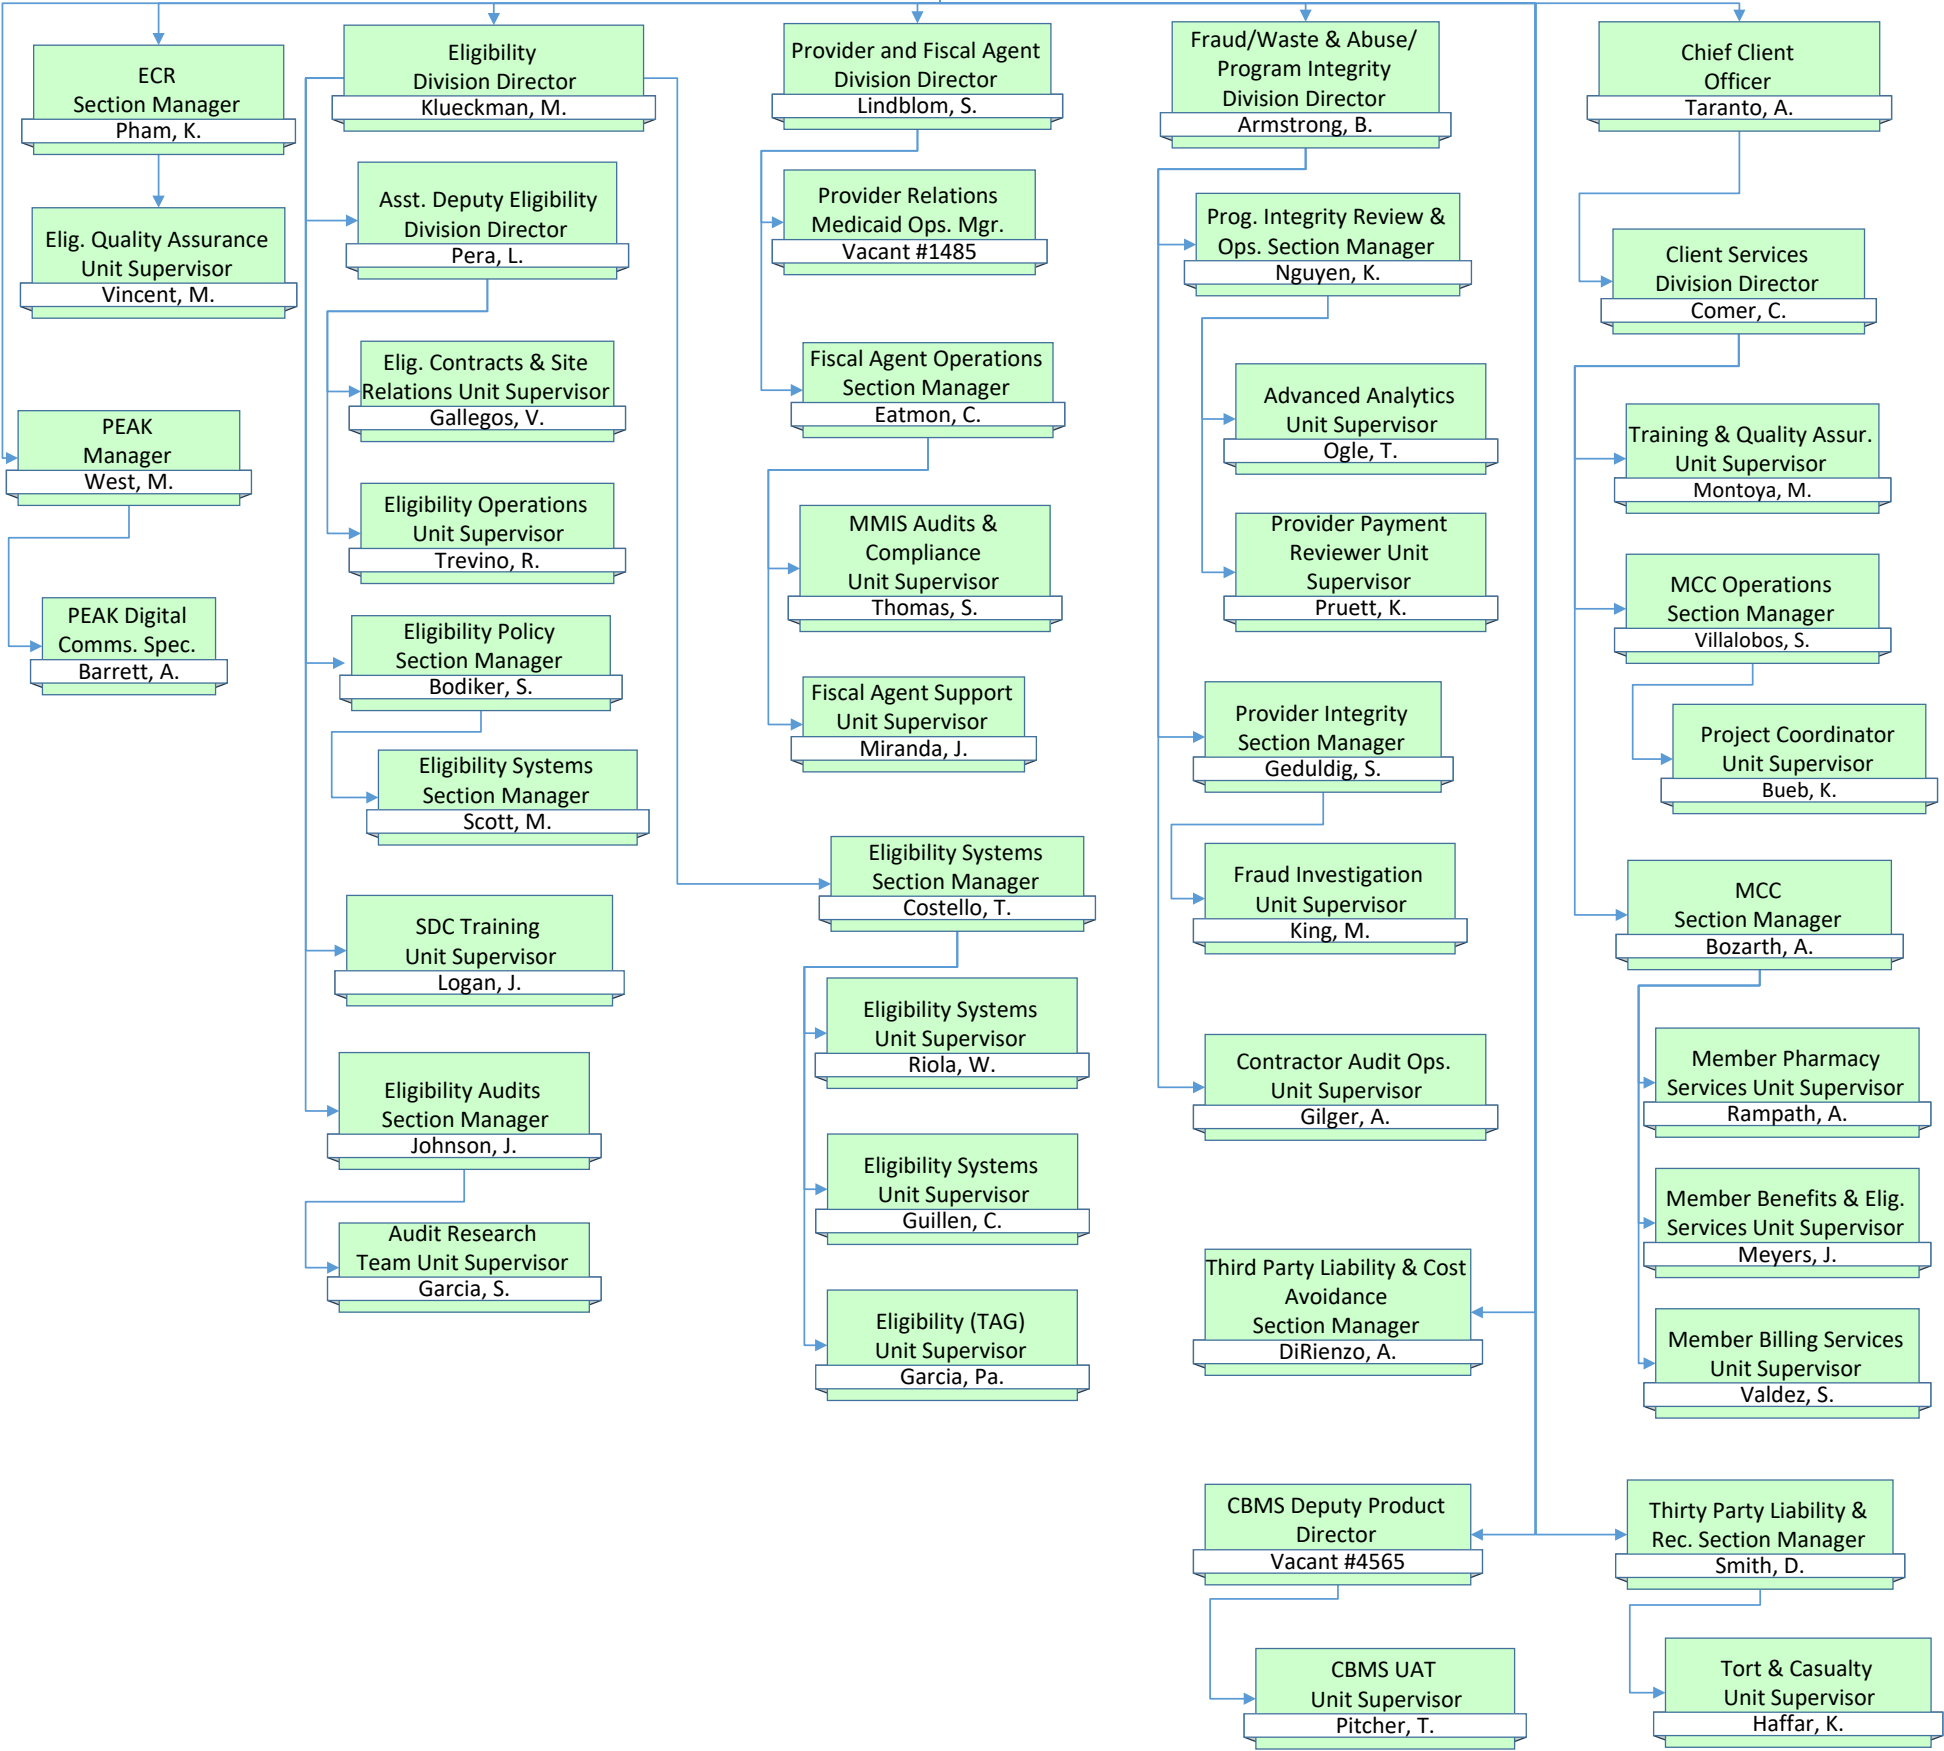 ECR
Section Manager
Pham, K.
Elig. Quality Assurance
Unit Supervisor
Vincent, M.
PEAK
Manager
West, M.
PEAK Digital
Comms. Spec.
Barrett, A.
Eligibility
Division Director
Klueckman, M.
Asst. Deputy Eligibility
Division Director
Pera, L.
Elig. Contracts & Site
Relations Unit Supervisor
Gallegos, V.
Eligibility Operations
Unit Supervisor
Trevino, R.
Eligibility Policy
Section Manager
Bodiker, S.
Eligibility Systems
Section Manager
Scott, M.
SDC Training
Unit Supervisor
Logan, J.
Eligibility Audits
Section Manager
Johnson, J.
Audit Research
Team Unit Supervisor
Garcia, S.
Provider and Fiscal Agent
Division Director
Lindblom, S.
Provider Relations
Medicaid Ops. Mgr.
Vacant #1485
Fiscal Agent Operations
Section Manager
Eatmon, C.
MMIS Audits &
Compliance
Unit Supervisor
Thomas, S.
Fiscal Agent Support
Unit Supervisor
Miranda, J.
Eligibility Systems
Section Manager
Costello, T.
Eligibility Systems
Unit Supervisor
Riola, W.
Eligibility Systems
Unit Supervisor
Guillen, C.
Eligibility (TAG)
Unit Supervisor
Garcia, Pa.
Fraud/Waste & Abuse/
Program Integrity
Division Director
Armstrong, B.
Prog. Integrity Review &
Ops. Section Manager
Nguyen, K.
Advanced Analytics
Unit Supervisor
Ogle, T.
Provider Payment
Reviewer Unit
Supervisor
Pruett, K.
Provider Integrity
Section Manager
Geduldig, S.
Fraud Investigation
Unit Supervisor
King, M.
Contractor Audit Ops.
Unit Supervisor
Gilger, A.
Third Party Liability & Cost
Avoidance
Section Manager
DiRienzo, A.
CBMS Deputy Product
Director
Vacant #4565
CBMS UAT
Unit Supervisor
Pitcher, T.
Chief Client
Officer
Taranto, A.
Client Services
Division Director
Comer, C.
Training & Quality Assur.
Unit Supervisor
Montoya, M.
MCC Operations
Section Manager
Villalobos, S.
Project Coordinator
Unit Supervisor
Bueb, K.
MCC
Section Manager
Bozarth, A.
Member Pharmacy
Services Unit Supervisor
Rampath, A.
Member Benefits & Elig.
Services Unit Supervisor
Meyers, J.
Member Billing Services
Unit Supervisor
Valdez, S.
Thirty Party Liability &
Rec. Section Manager
Smith, D.
Tort & Casualty
Unit Supervisor
Haffar, K.